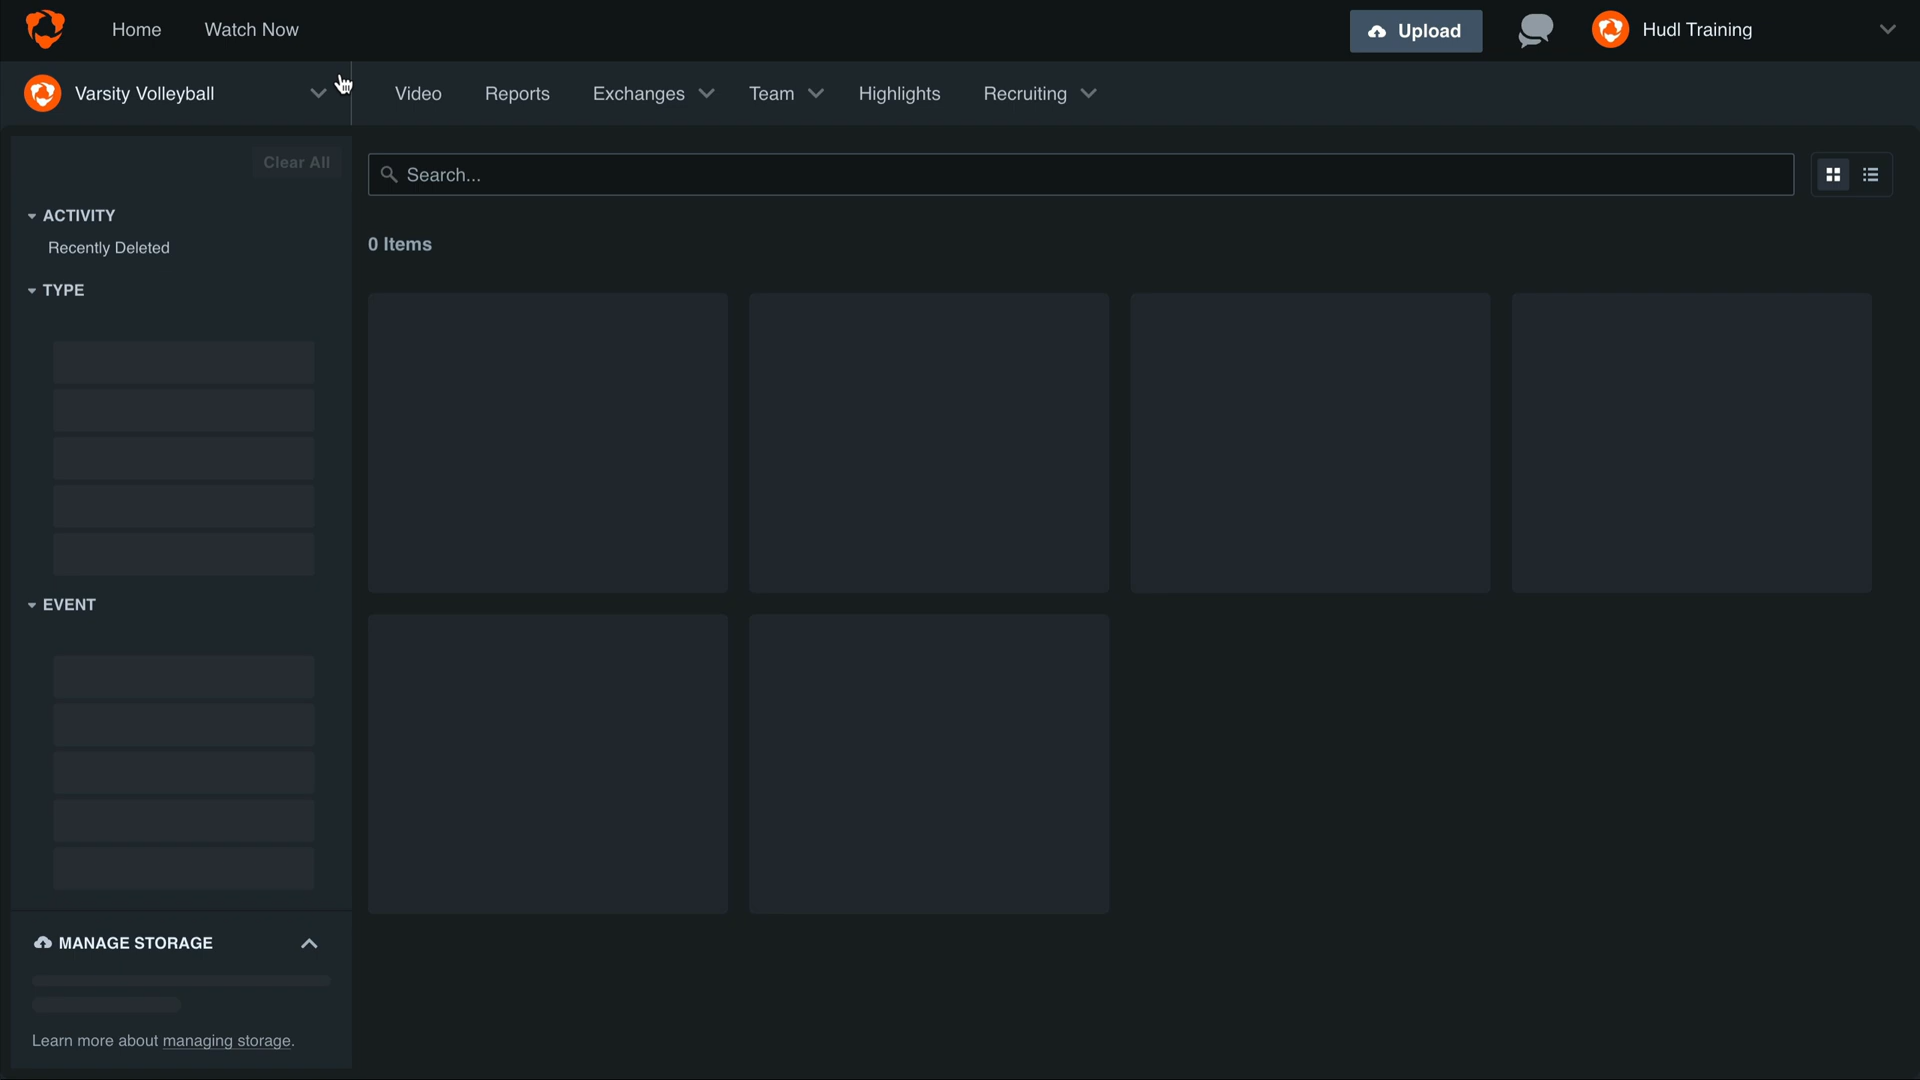 Home
Watch Now
Upload
Hudl Training
Varsity Volleyball
Video
Reports
Exchanges
Team
Highlights
Recruiting
Clear All
Search...
ACTIVITY
Recently Deleted
0 Items
TYPE
EVENT
MANAGE STORAGE
Learn more about managing storage.